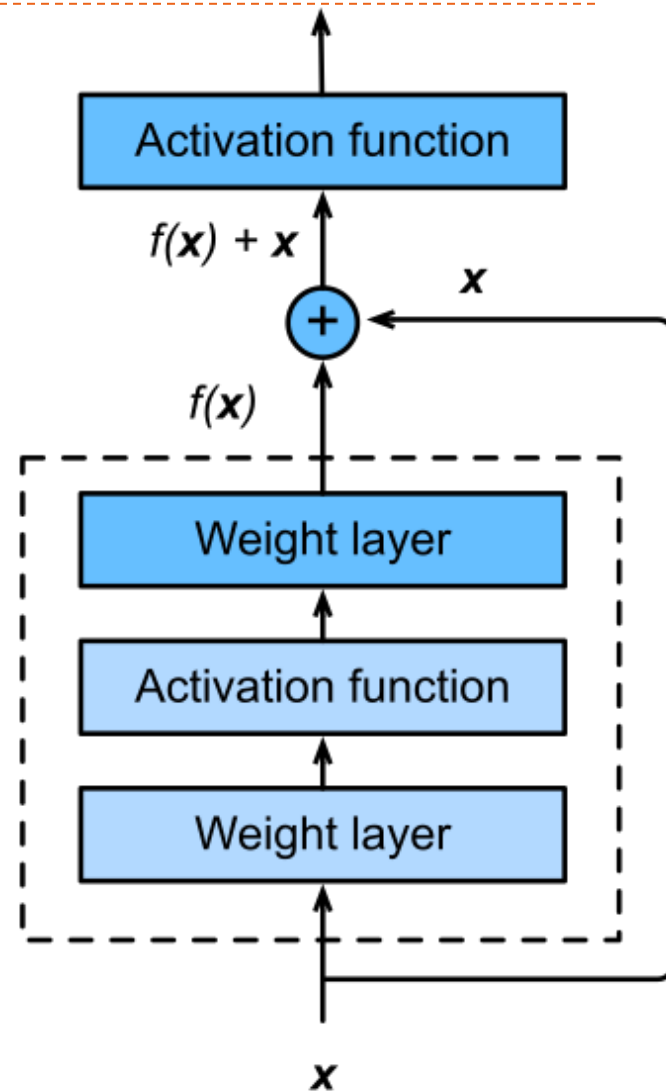 Activation function
f(x) + x
x
+
f(x)
Weight layer
Activation function
Weight layer
x